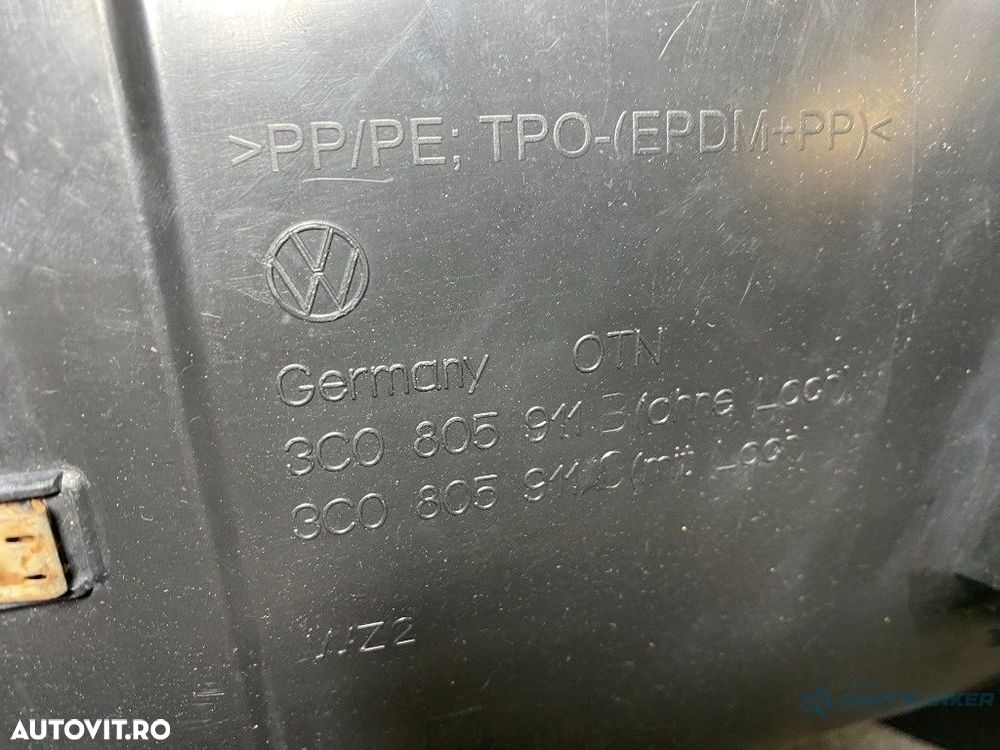 >PP/PE; TPO-(EPDM+PP)<
Germany OTN
3C0 805 911 B (ohne Loch)
3C0 805 911 C (mit Loch)
AUTOVIT.RO